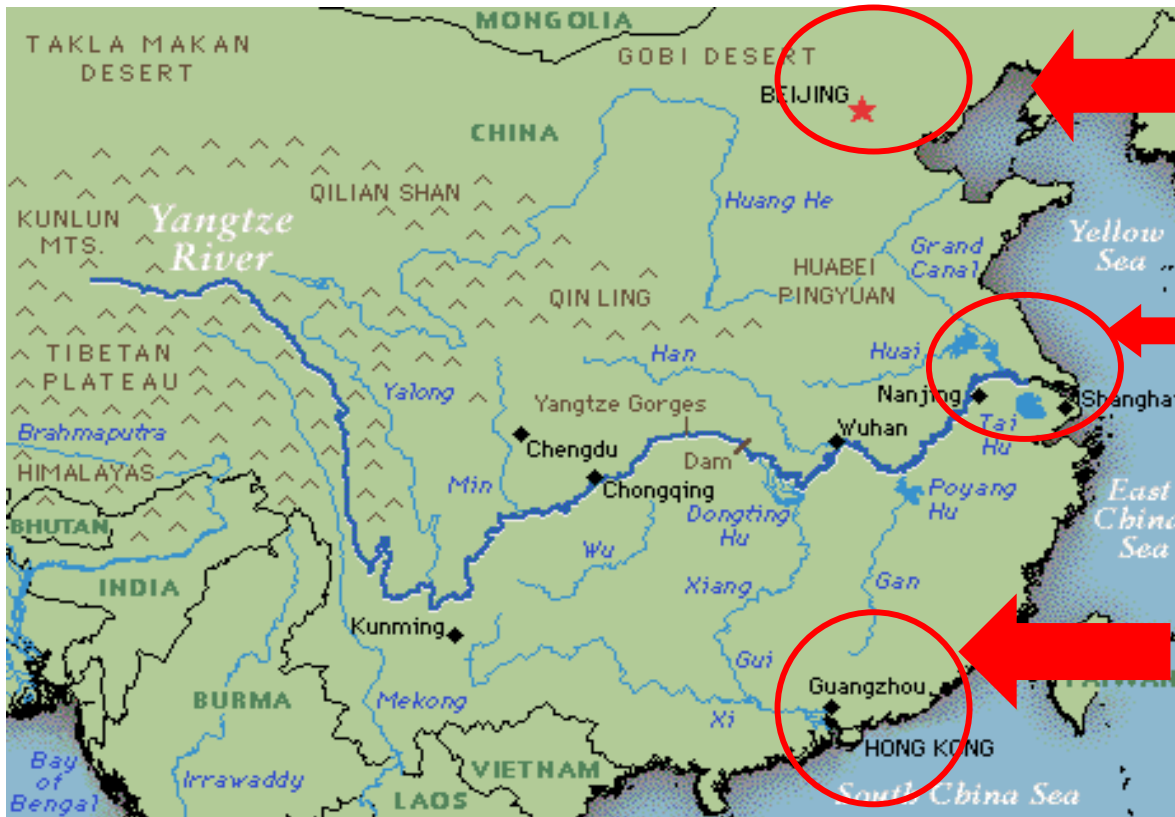 MONGOLIA
TAKLA MAKAN
DESERT
GOBI DESERT
BEIJING
CHINA
QILIAN SHAN
Huang He
KUNLUN
MTS.
Yangtze
River
Grand
Canal
Yellow
Sea
HUABEI
PINGYUAN
QIN LING
TIBETAN
PLATEAU
Han
Huai
Yalong
Nanjing
Shanghai
Yangtze Gorges
Tai
Hu
Brahmaputra
Chengdu
Wuhan
Dam
HIMALAYAS
Min
Chongqing
Poyang
Hu
East
China
Sea
BHUTAN
Dongting
Hu
Wu
INDIA
Xiang
Gan
Kunming
Gui
TAIWAN
BURMA
Mekong
Guangzhou
Xi
HONG KONG
Bay
of
Bengal
Irrawaddy
VIETNAM
LAOS
South China Sea